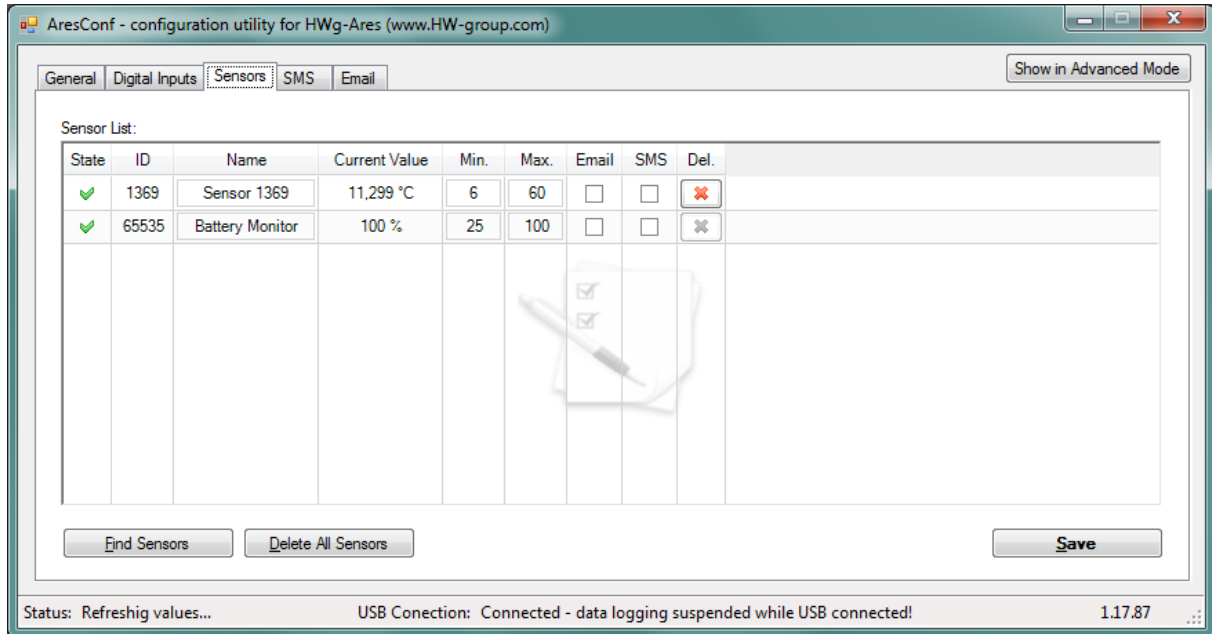 AresConf - configuration utility for HWg-Ares (www.HW-group.com)
Show in Advanced Mode
General Digital Inputs Sensors SMS Email
Sensor List:
State ID Name Current Value Min. Max. Email SMS Del.
1369 Sensor 1369 11,299 °C 6 60
65535 Battery Monitor 100 % 25 100
Find Sensors Delete All Sensors Save
Status: Refreshig values... USB Conection: Connected - data logging suspended while USB connected! 1.17.87